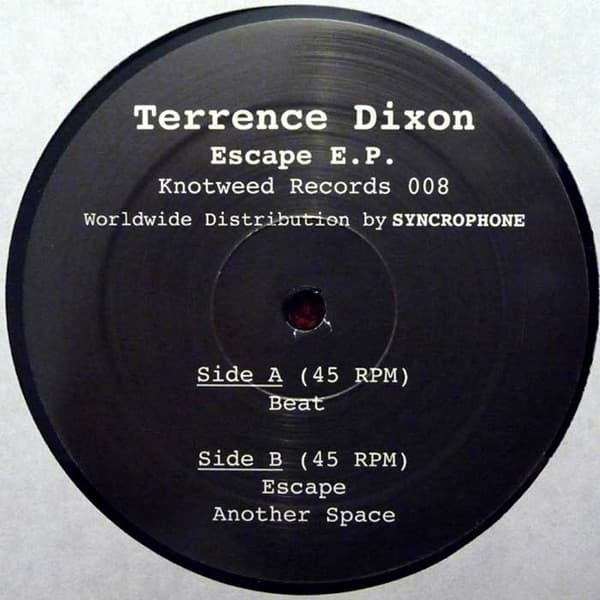 Terrence Dixon
Escape E.P.
Knotweed Records 008
Worldwide Distribution by SYNCROPHONE
Side A (45 RPM)
Beat
Side B (45 RPM)
Escape
Another Space